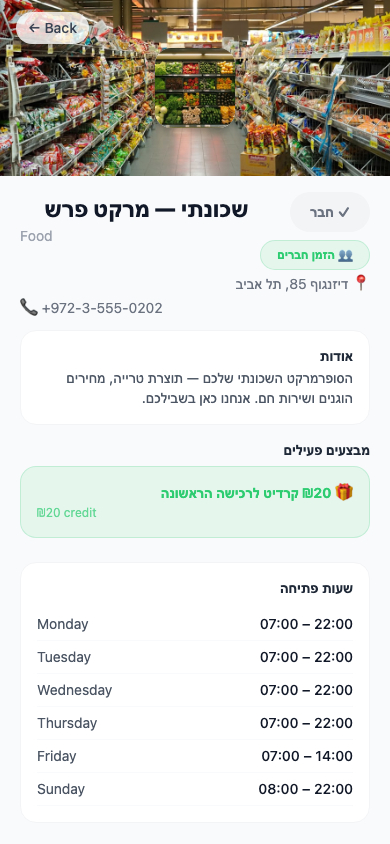 ← Back
שכונתי — מרקט פרש
✓ חבר
Food
👥 הזמן חברים
📍 דיזנגוף 85, תל אביב
📞 +972-3-555-0202
אודות
הסופרמרקט השכונתי שלכם — תוצרת טרייה, מחירים
הוגנים ושירות חם. אנחנו כאן בשבילכם.
מבצעים פעילים
🎁 ₪20 קרדיט לרכישה הראשונה
₪20 credit
שעות פתיחה
Monday 07:00 – 22:00
Tuesday 07:00 – 22:00
Wednesday 07:00 – 22:00
Thursday 07:00 – 22:00
Friday 07:00 – 14:00
Sunday 08:00 – 22:00